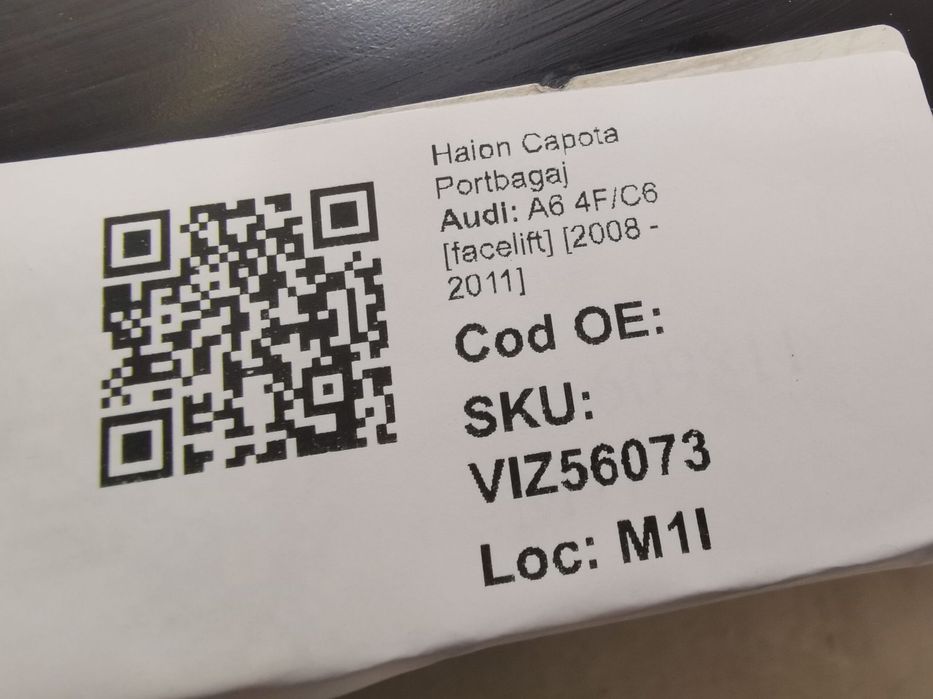 Haion Capota
Portbagaj
Audi: A6 4F/C6
[facelift] [2008 -
2011]
Cod OE:
SKU:
VIZ56073
Loc: M1I